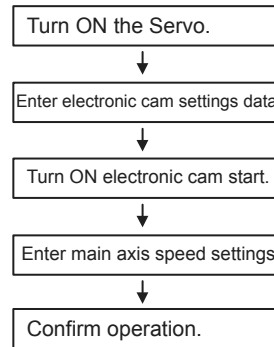 Turn ON the Servo.
Enter electronic cam settings data
Turn ON electronic cam start.
Enter main axis speed settings
Confirm operation.